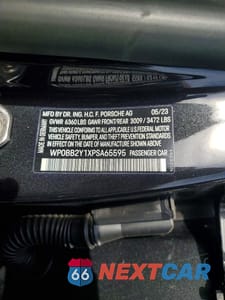 MFD. BY DR. ING. H.C. F. PORSCHE AG 05/23
GVWR 6360 LBS GAWR FRONT/REAR 3009 / 3472 LBS
THIS VEHICLE CONFORMS TO ALL APPLICABLE U.S. FEDERAL MOTOR
VEHICLE SAFETY, BUMPER, AND THEFT PREVENTION STANDARDS IN
EFFECT ON THE DATE OF MANUFACTURE SHOWN ABOVE.
WP0BB2Y1XPSA65595 PASSENGER CAR
66 NEXTCAR